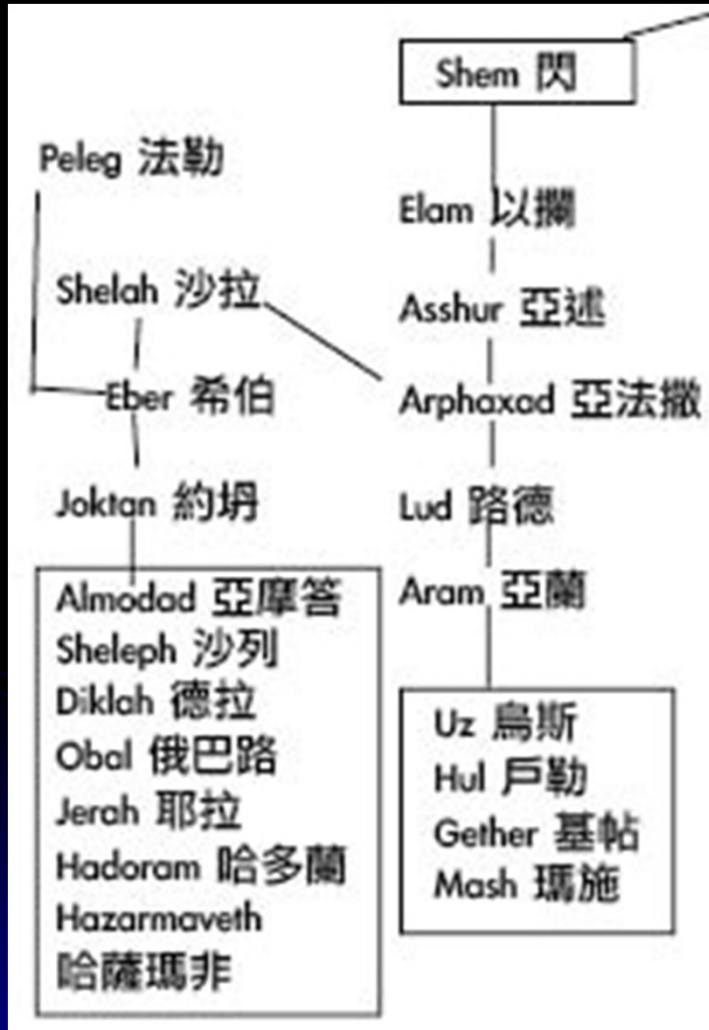 Shem 閃
Peleg 法勒
Elam 以攔
Shelah 沙拉
Asshur 亞述
Eber 希伯
Arphaxad 亞法撒
Joktan 約坍
Lud 路德
Aram 亞蘭
Almodad 亞摩答
Sheleph 沙列
Diklah 德拉
Obal 俄巴路
Jerah 耶拉
Hadoram 哈多蘭
Hazarmaveth
哈薩瑪非
Uz 烏斯
Hul 戶勒
Gether 基帖
Mash 瑪施